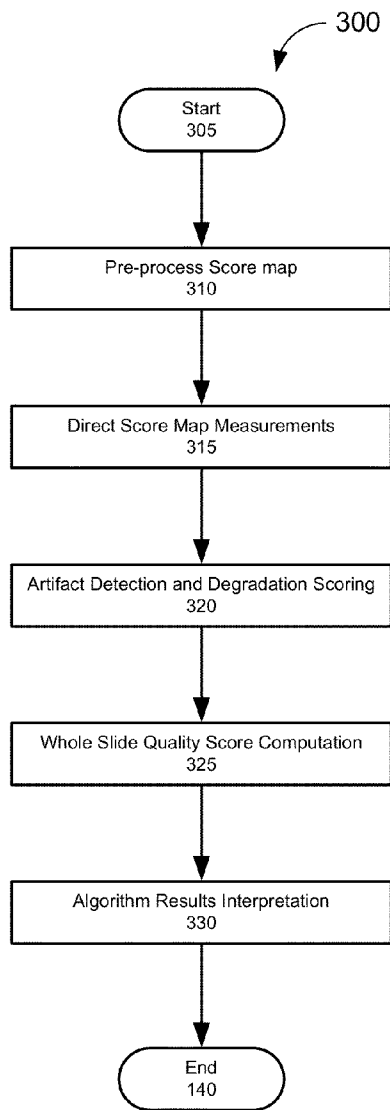 300
Start
305
Pre-process Score map
310
Direct Score Map Measurements
315
Artifact Detection and Degradation Scoring
320
Whole Slide Quality Score Computation
325
Algorithm Results Interpretation
330
End
140